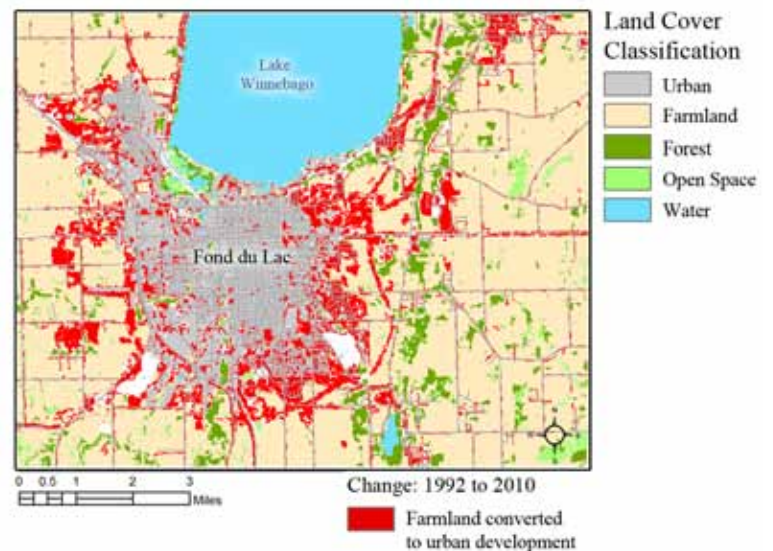 Land Cover
Classification
Urban
Farmland
Forest
Open Space
Water
Lake
Winnebago
Fond du Lac
0 0.5 1 2 3
Miles
Change: 1992 to 2010
Farmland converted
to urban development